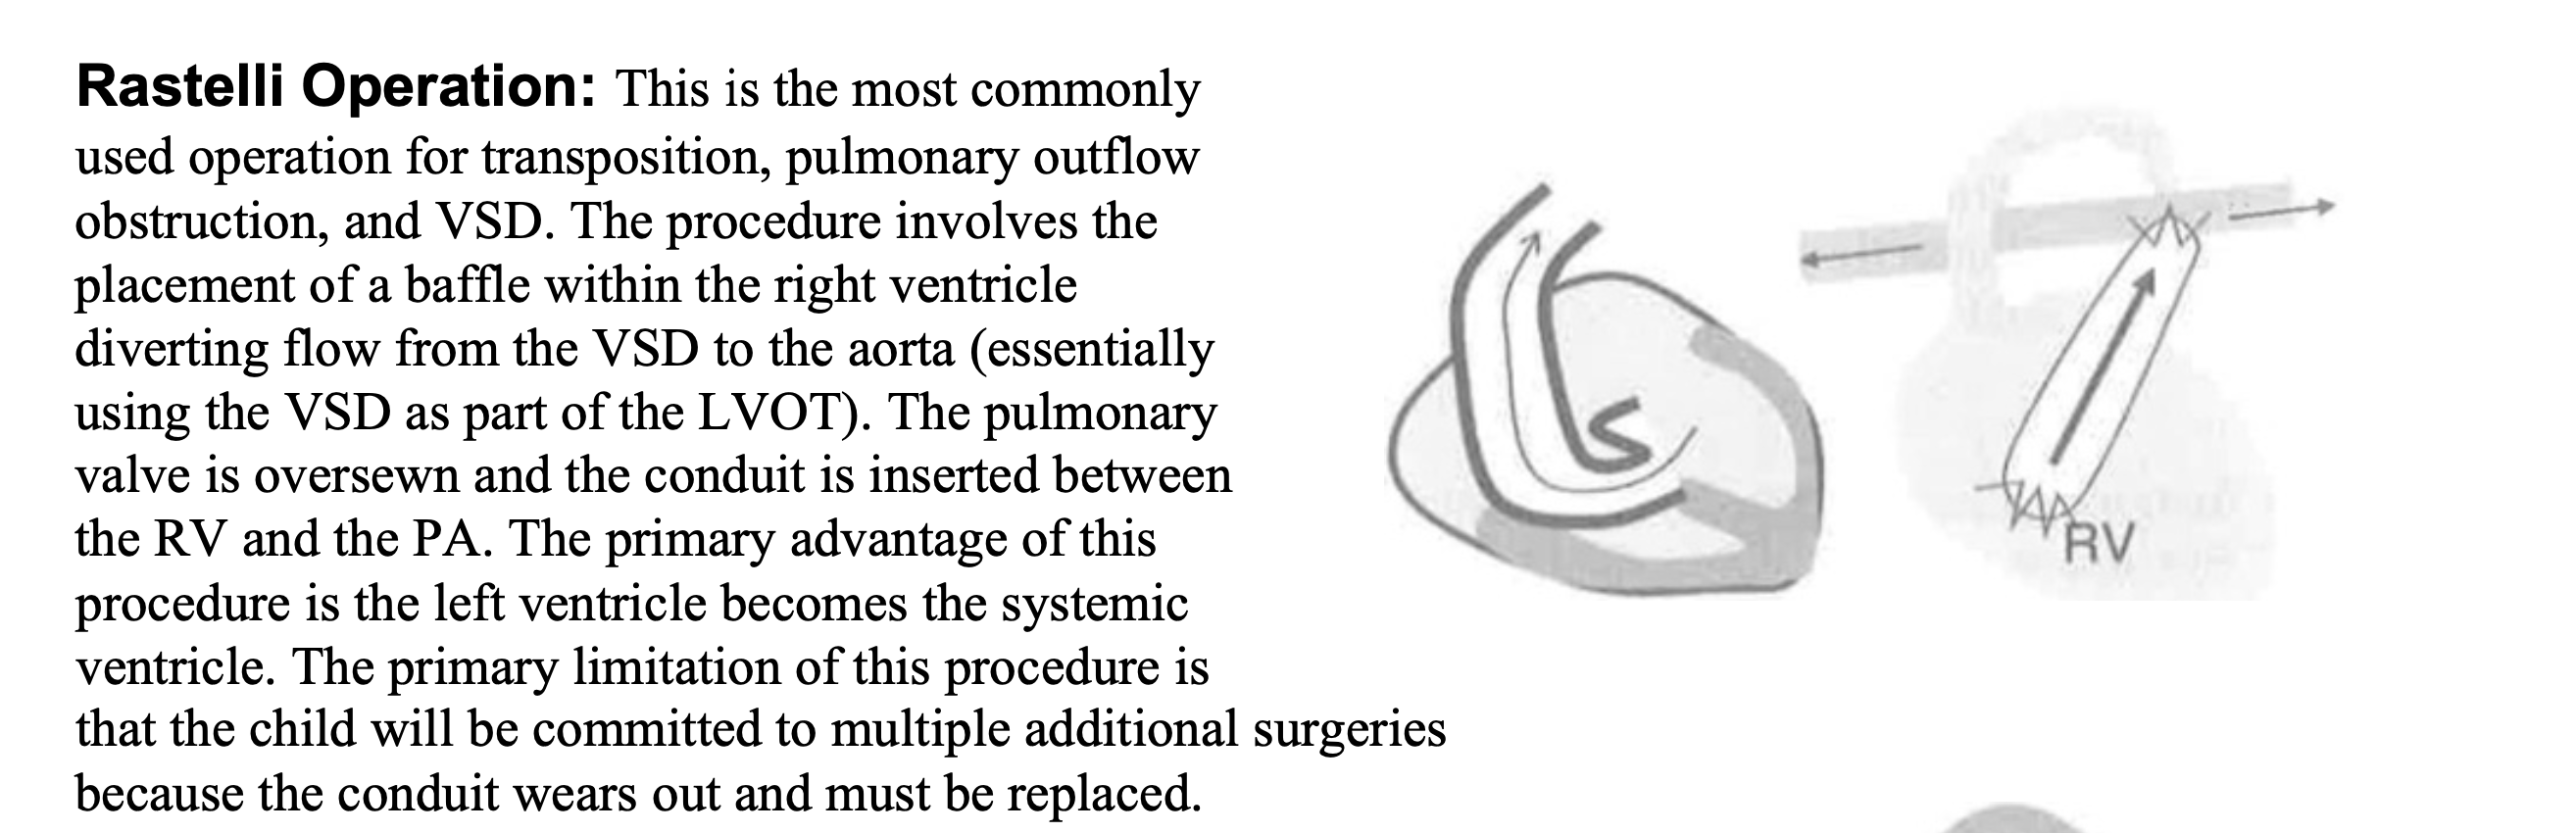 Rastelli Operation: This is the most commonly
used operation for transposition, pulmonary outflow
obstruction, and VSD. The procedure involves the
placement of a baffle within the right ventricle
diverting flow from the VSD to the aorta (essentially
using the VSD as part of the LVOT). The pulmonary
valve is oversewn and the conduit is inserted between
the RV and the PA. The primary advantage of this
procedure is the left ventricle becomes the systemic
ventricle. The primary limitation of this procedure is
that the child will be committed to multiple additional surgeries
because the conduit wears out and must be replaced.
RV